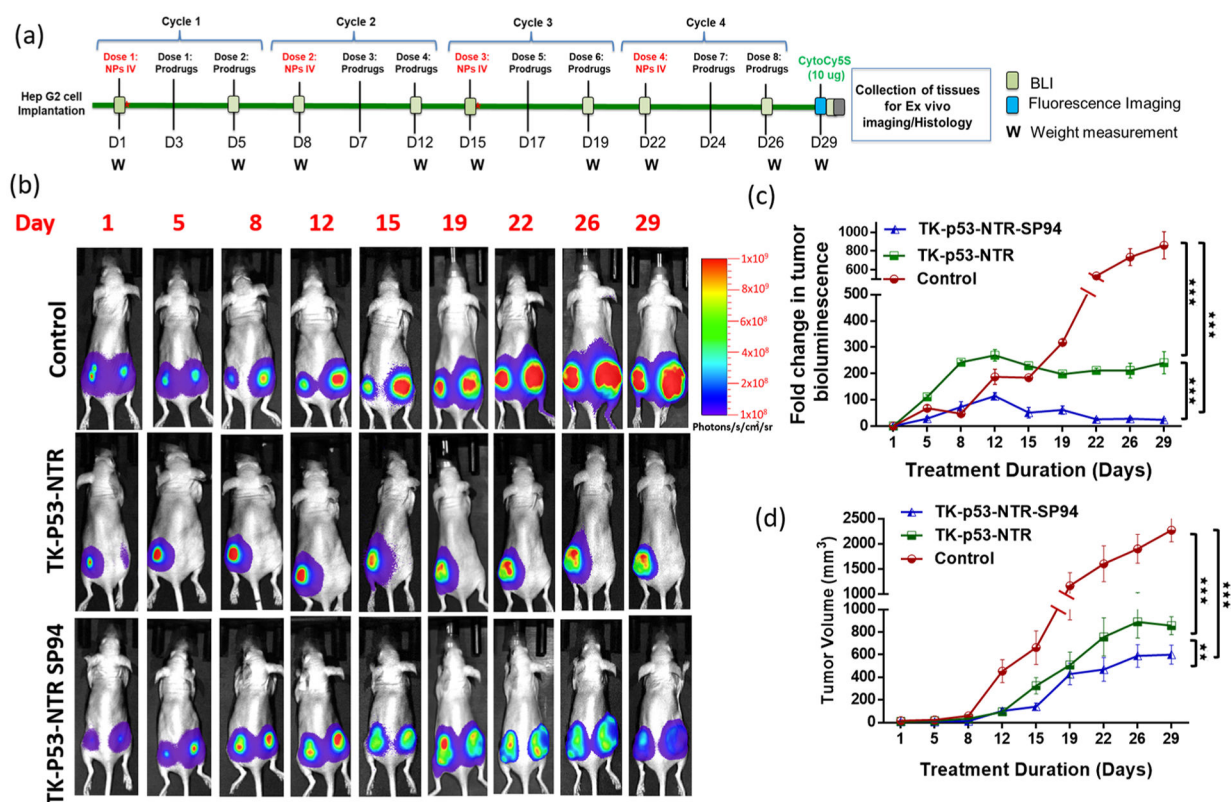 (a)
Cycle 1 Cycle 2 Cycle 3 Cycle 4
Dose 1: Dose 1: Dose 2: Dose 2: Dose 3: Dose 4: Dose 3: Dose 5: Dose 6: Dose 4: Dose 7: Dose 8: CytoCy5S
NPs IV Prodrugs Prodrugs NPs IV Prodrugs Prodrugs NPs IV Prodrugs Prodrugs NPs IV Prodrugs Prodrugs (10 ug)
Hep G2 cell
Implantation
D1 D3 D5 D8 D7 D12 D15 D17 D19 D22 D24 D26 D29
W W W W W W W W W
Collection of tissues
for Ex vivo
imaging/Histology
BLI
Fluorescence Imaging
W Weight measurement
(b)
Day 1 5 8 12 15 19 22 26 29
Control
TK-P53-NTR
TK-P53-NTR SP94
1x10⁹
8x10⁸
6x10⁸
4x10⁸
2x10⁸
1x10⁸
Photons/s/cm²/sr
(c)
TK-p53-NTR-SP94
TK-p53-NTR
Control
Fold change in tumor
bioluminescence
1000
800
600
500
400
300
200
100
0
1 5 8 12 15 19 22 26 29
Treatment Duration (Days)
***
***
***
(d)
TK-p53-NTR-SP94
TK-p53-NTR
Control
Tumor Volume (mm³)
2500
2000
1500
1000
1000
800
600
400
200
0
1 5 8 12 15 19 22 26 29
Treatment Duration (Days)
***
***
**